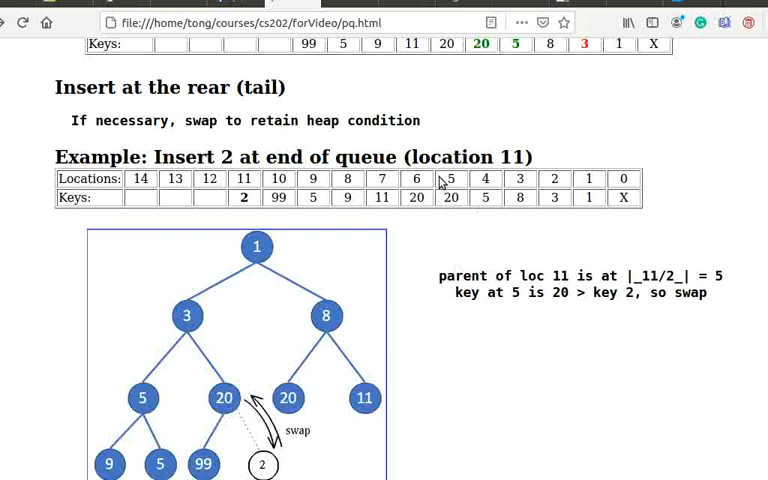 file:///home/tong/courses/cs202/forVideo/pq.html
Keys: 99 5 9 11 20 20 5 8 3 1 X
Insert at the rear (tail)
If necessary, swap to retain heap condition
Example: Insert 2 at end of queue (location 11)
Locations: 14 13 12 11 10 9 8 7 6 5 4 3 2 1 0
Keys: 2 99 5 9 11 20 20 5 8 3 1 X
1
parent of loc 11 is at |_11/2_| = 5
key at 5 is 20 > key 2, so swap
3 8
5 20 20 11
swap
9 5 99 2